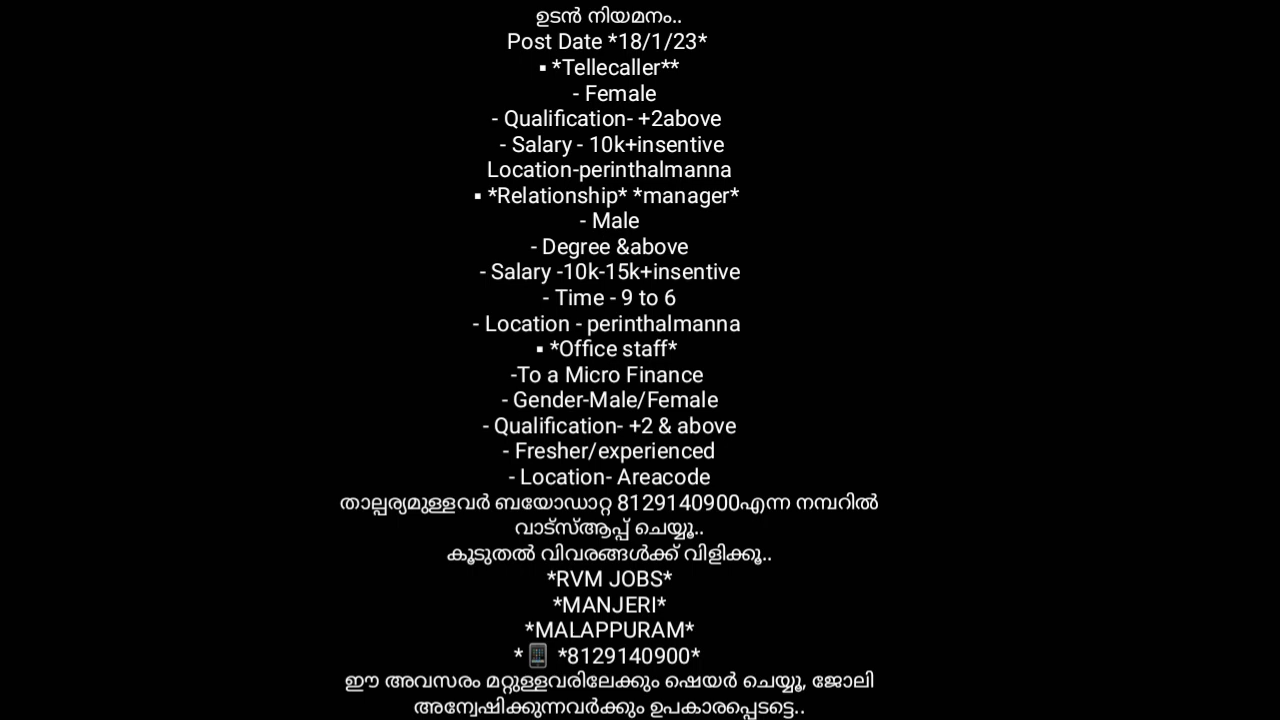 ഉടൻ നിയമനം..
Post Date *18/1/23*
▪ *Tellecaller**
- Female
- Qualification- +2above
- Salary - 10k+insentive
Location-perinthalmanna
▪ *Relationship* *manager*
- Male
- Degree &above
- Salary -10k-15k+insentive
- Time - 9 to 6
- Location - perinthalmanna
▪ *Office staff*
-To a Micro Finance
- Gender-Male/Female
- Qualification- +2 & above
- Fresher/experienced
- Location- Areacode
താല്പര്യമുള്ളവർ ബയോഡാറ്റ 8129140900എന്ന നമ്പറിൽ
വാട്സ്ആപ്പ് ചെയ്യൂ..
കൂടുതൽ വിവരങ്ങൾക്ക് വിളിക്കൂ..
*RVM JOBS*
*MANJERI*
*MALAPPURAM*
*📱 *8129140900*
ഈ അവസരം മറ്റുള്ളവരിലേക്കും ഷെയർ ചെയ്യൂ, ജോലി
അന്വേഷിക്കുന്നവർക്കും ഉപകാരപ്പെടട്ടെ..